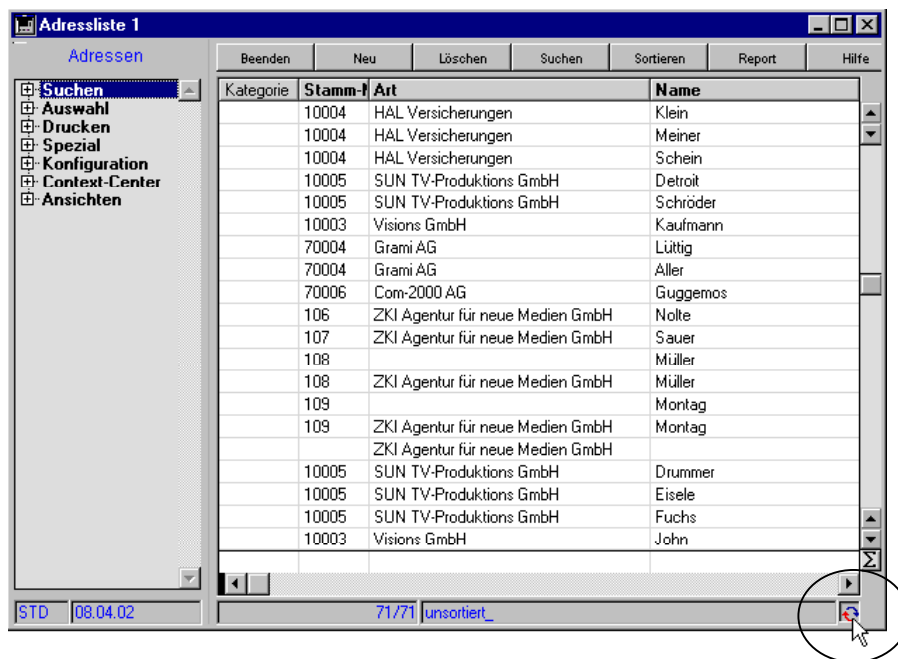 Adressliste 1
Adressen
Beenden Neu Löschen Suchen Sortieren Report Hilfe
Suchen
Auswahl
Drucken
Spezial
Konfiguration
Context-Center
Ansichten
Kategorie Stamm-N Art Name
10004 HAL Versicherungen Klein
10004 HAL Versicherungen Meiner
10004 HAL Versicherungen Schein
10005 SUN TV-Produktions GmbH Detroit
10005 SUN TV-Produktions GmbH Schröder
10003 Visions GmbH Kaufmann
70004 Grami AG Lüttig
70004 Grami AG Aller
70006 Com-2000 AG Guggemos
106 ZKI Agentur für neue Medien GmbH Nolte
107 ZKI Agentur für neue Medien GmbH Sauer
108 Müller
108 ZKI Agentur für neue Medien GmbH Müller
109 Montag
109 ZKI Agentur für neue Medien GmbH Montag
ZKI Agentur für neue Medien GmbH
10005 SUN TV-Produktions GmbH Drummer
10005 SUN TV-Produktions GmbH Eisele
10005 SUN TV-Produktions GmbH Fuchs
10003 Visions GmbH John
Σ
STD 08.04.02 71/71 unsortiert_